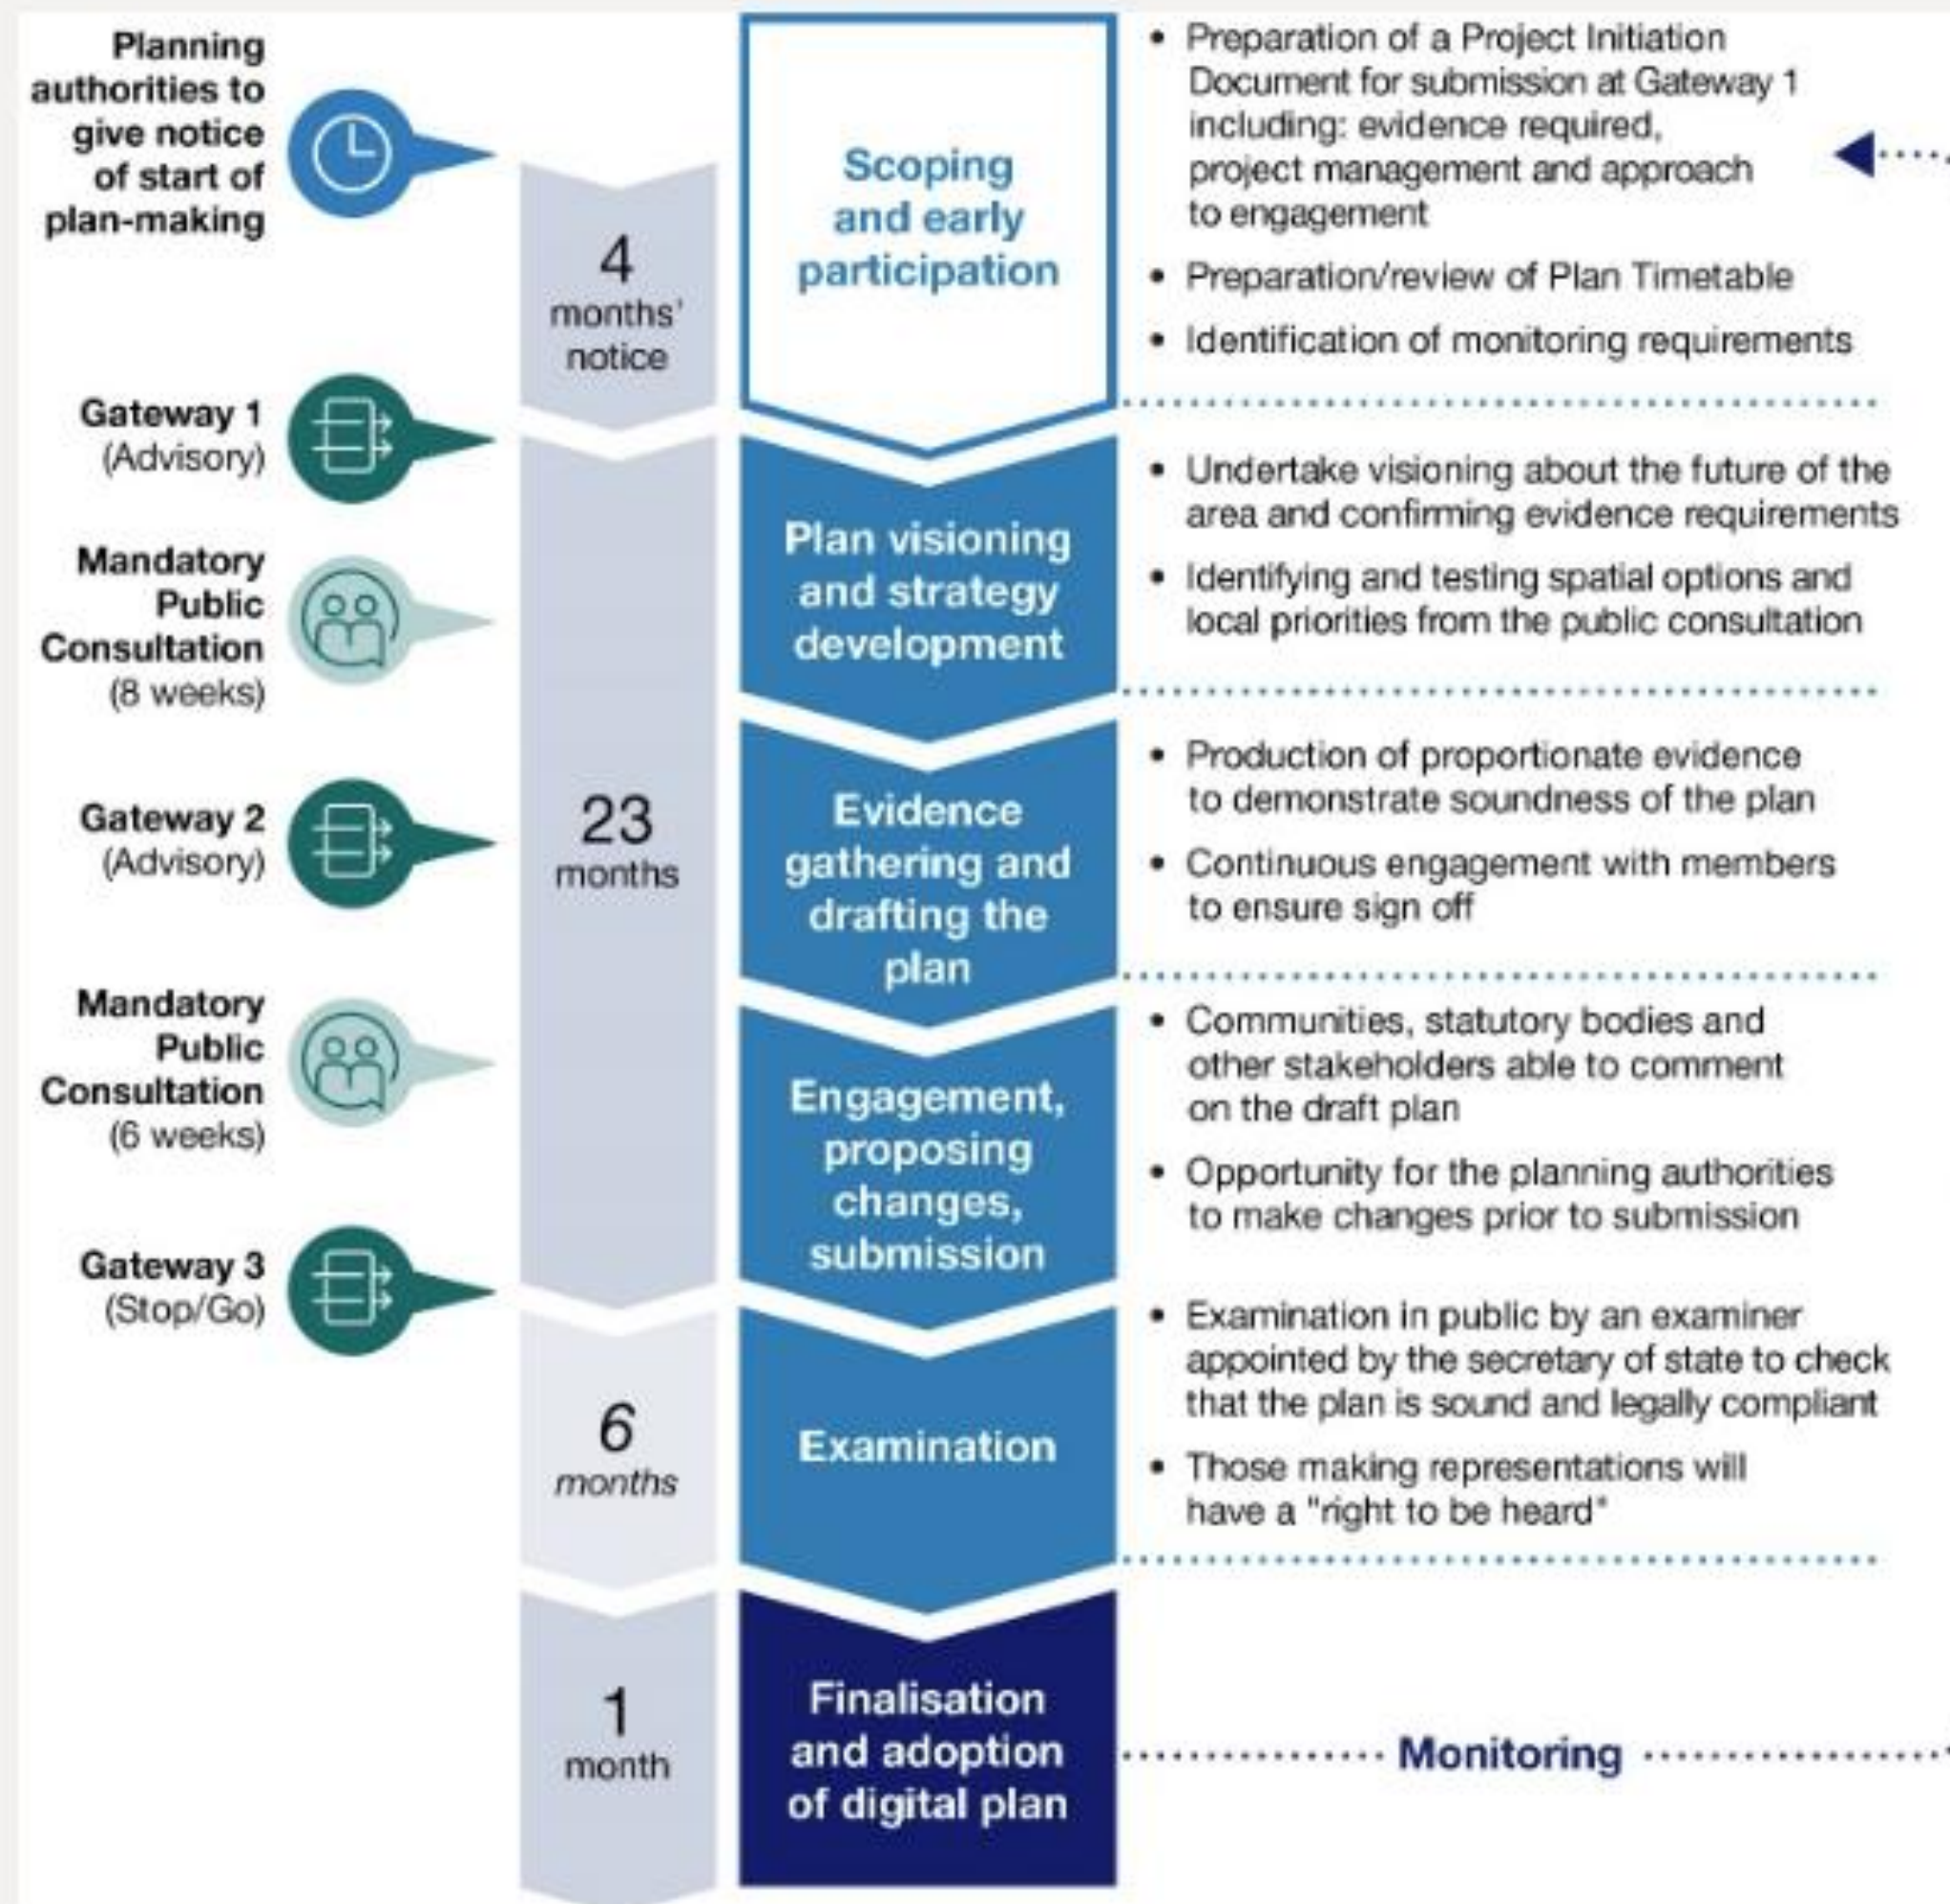 Planning
authorities to
give notice
of start of
plan-making
Gateway 1
(Advisory)
Mandatory
Public
Consultation
(8 weeks)
Gateway 2
(Advisory)
Mandatory
Public
Consultation
(6 weeks)
Gateway 3
(Stop/Go)
4
months'
notice
23
months
6
months
1
month
Scoping
and early
participation
Plan visioning
and strategy
development
Evidence
gathering and
drafting the
plan
Engagement,
proposing
changes,
submission
Examination
Finalisation
and adoption
of digital plan
• Preparation of a Project Initiation
Document for submission at Gateway 1
including: evidence required,
project management and approach
to engagement
• Preparation/review of Plan Timetable
• Identification of monitoring requirements
• Undertake visioning about the future of the
area and confirming evidence requirements
• Identifying and testing spatial options and
local priorities from the public consultation
• Production of proportionate evidence
to demonstrate soundness of the plan
• Continuous engagement with members
to ensure sign off
• Communities, statutory bodies and
other stakeholders able to comment
on the draft plan
• Opportunity for the planning authorities
to make changes prior to submission
• Examination in public by an examiner
appointed by the secretary of state to check
that the plan is sound and legally compliant
• Those making representations will
have a "right to be heard"
Monitoring